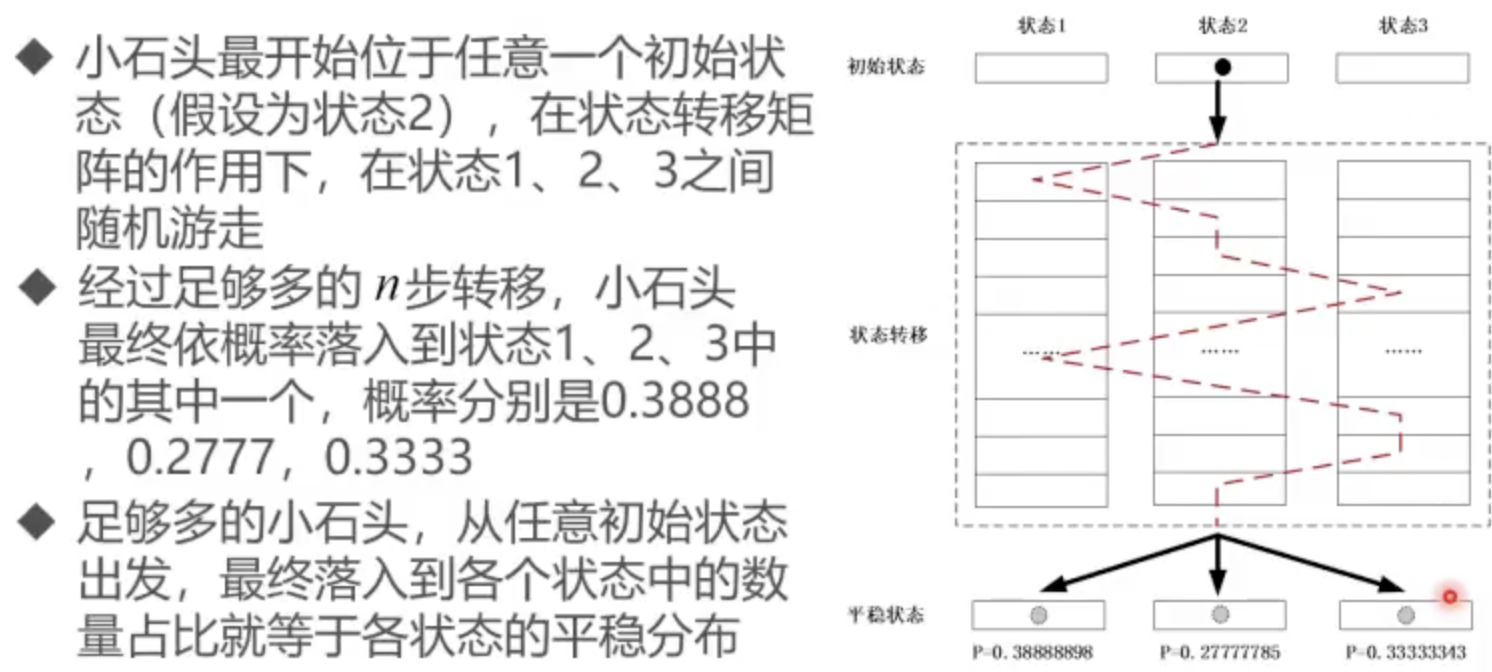 ◆ 小石头最开始位于任意一个初始状
态（假设为状态2），在状态转移矩
阵的作用下，在状态1、2、3之间
随机游走
◆ 经过足够多的 n步转移，小石头
最终依概率落入到状态1、2、3中
的其中一个，概率分别是0.3888
，0.2777，0.3333
◆ 足够多的小石头，从任意初始状态
出发，最终落入到各个状态中的数
量占比就等于各状态的平稳分布
状态1 状态2 状态3
初始状态
状态转移
…… …… ……
平稳状态
P=0.38888898 P=0.27777785 P=0.33333343